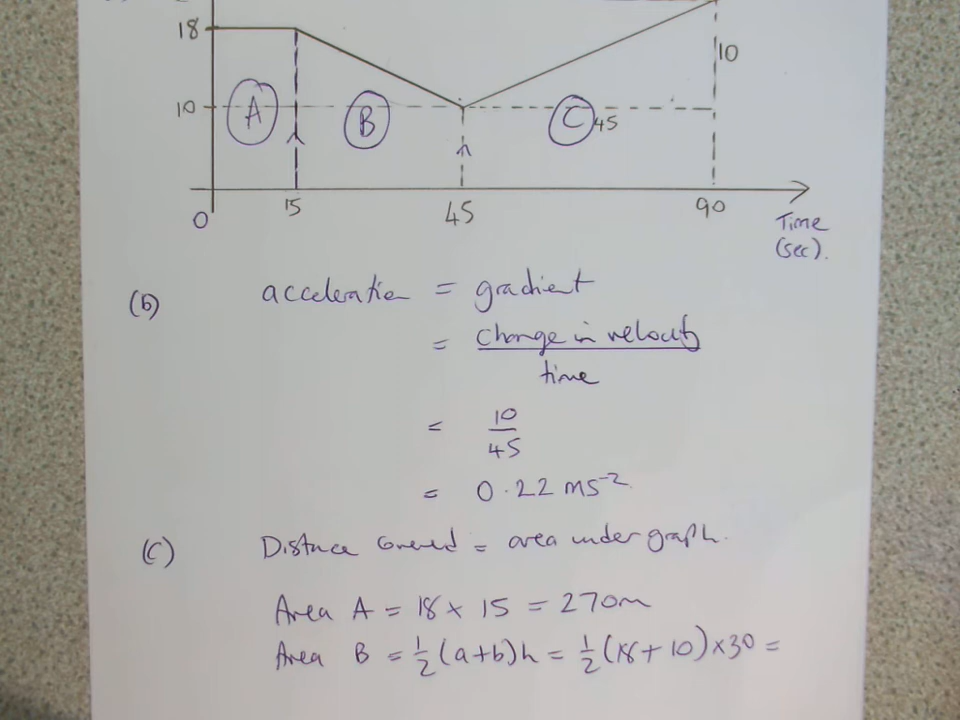 18
10
10
A
B
C
45
0
15
45
90
Time
(sec).
(b) acceleration = gradient
= change in velocity
time
= 10
45
= 0.22 ms⁻²
(c) Distance covered = area under graph.
Area A = 18 x 15 = 270m
Area B = ½(a+b)h = ½(18+10)x30 =